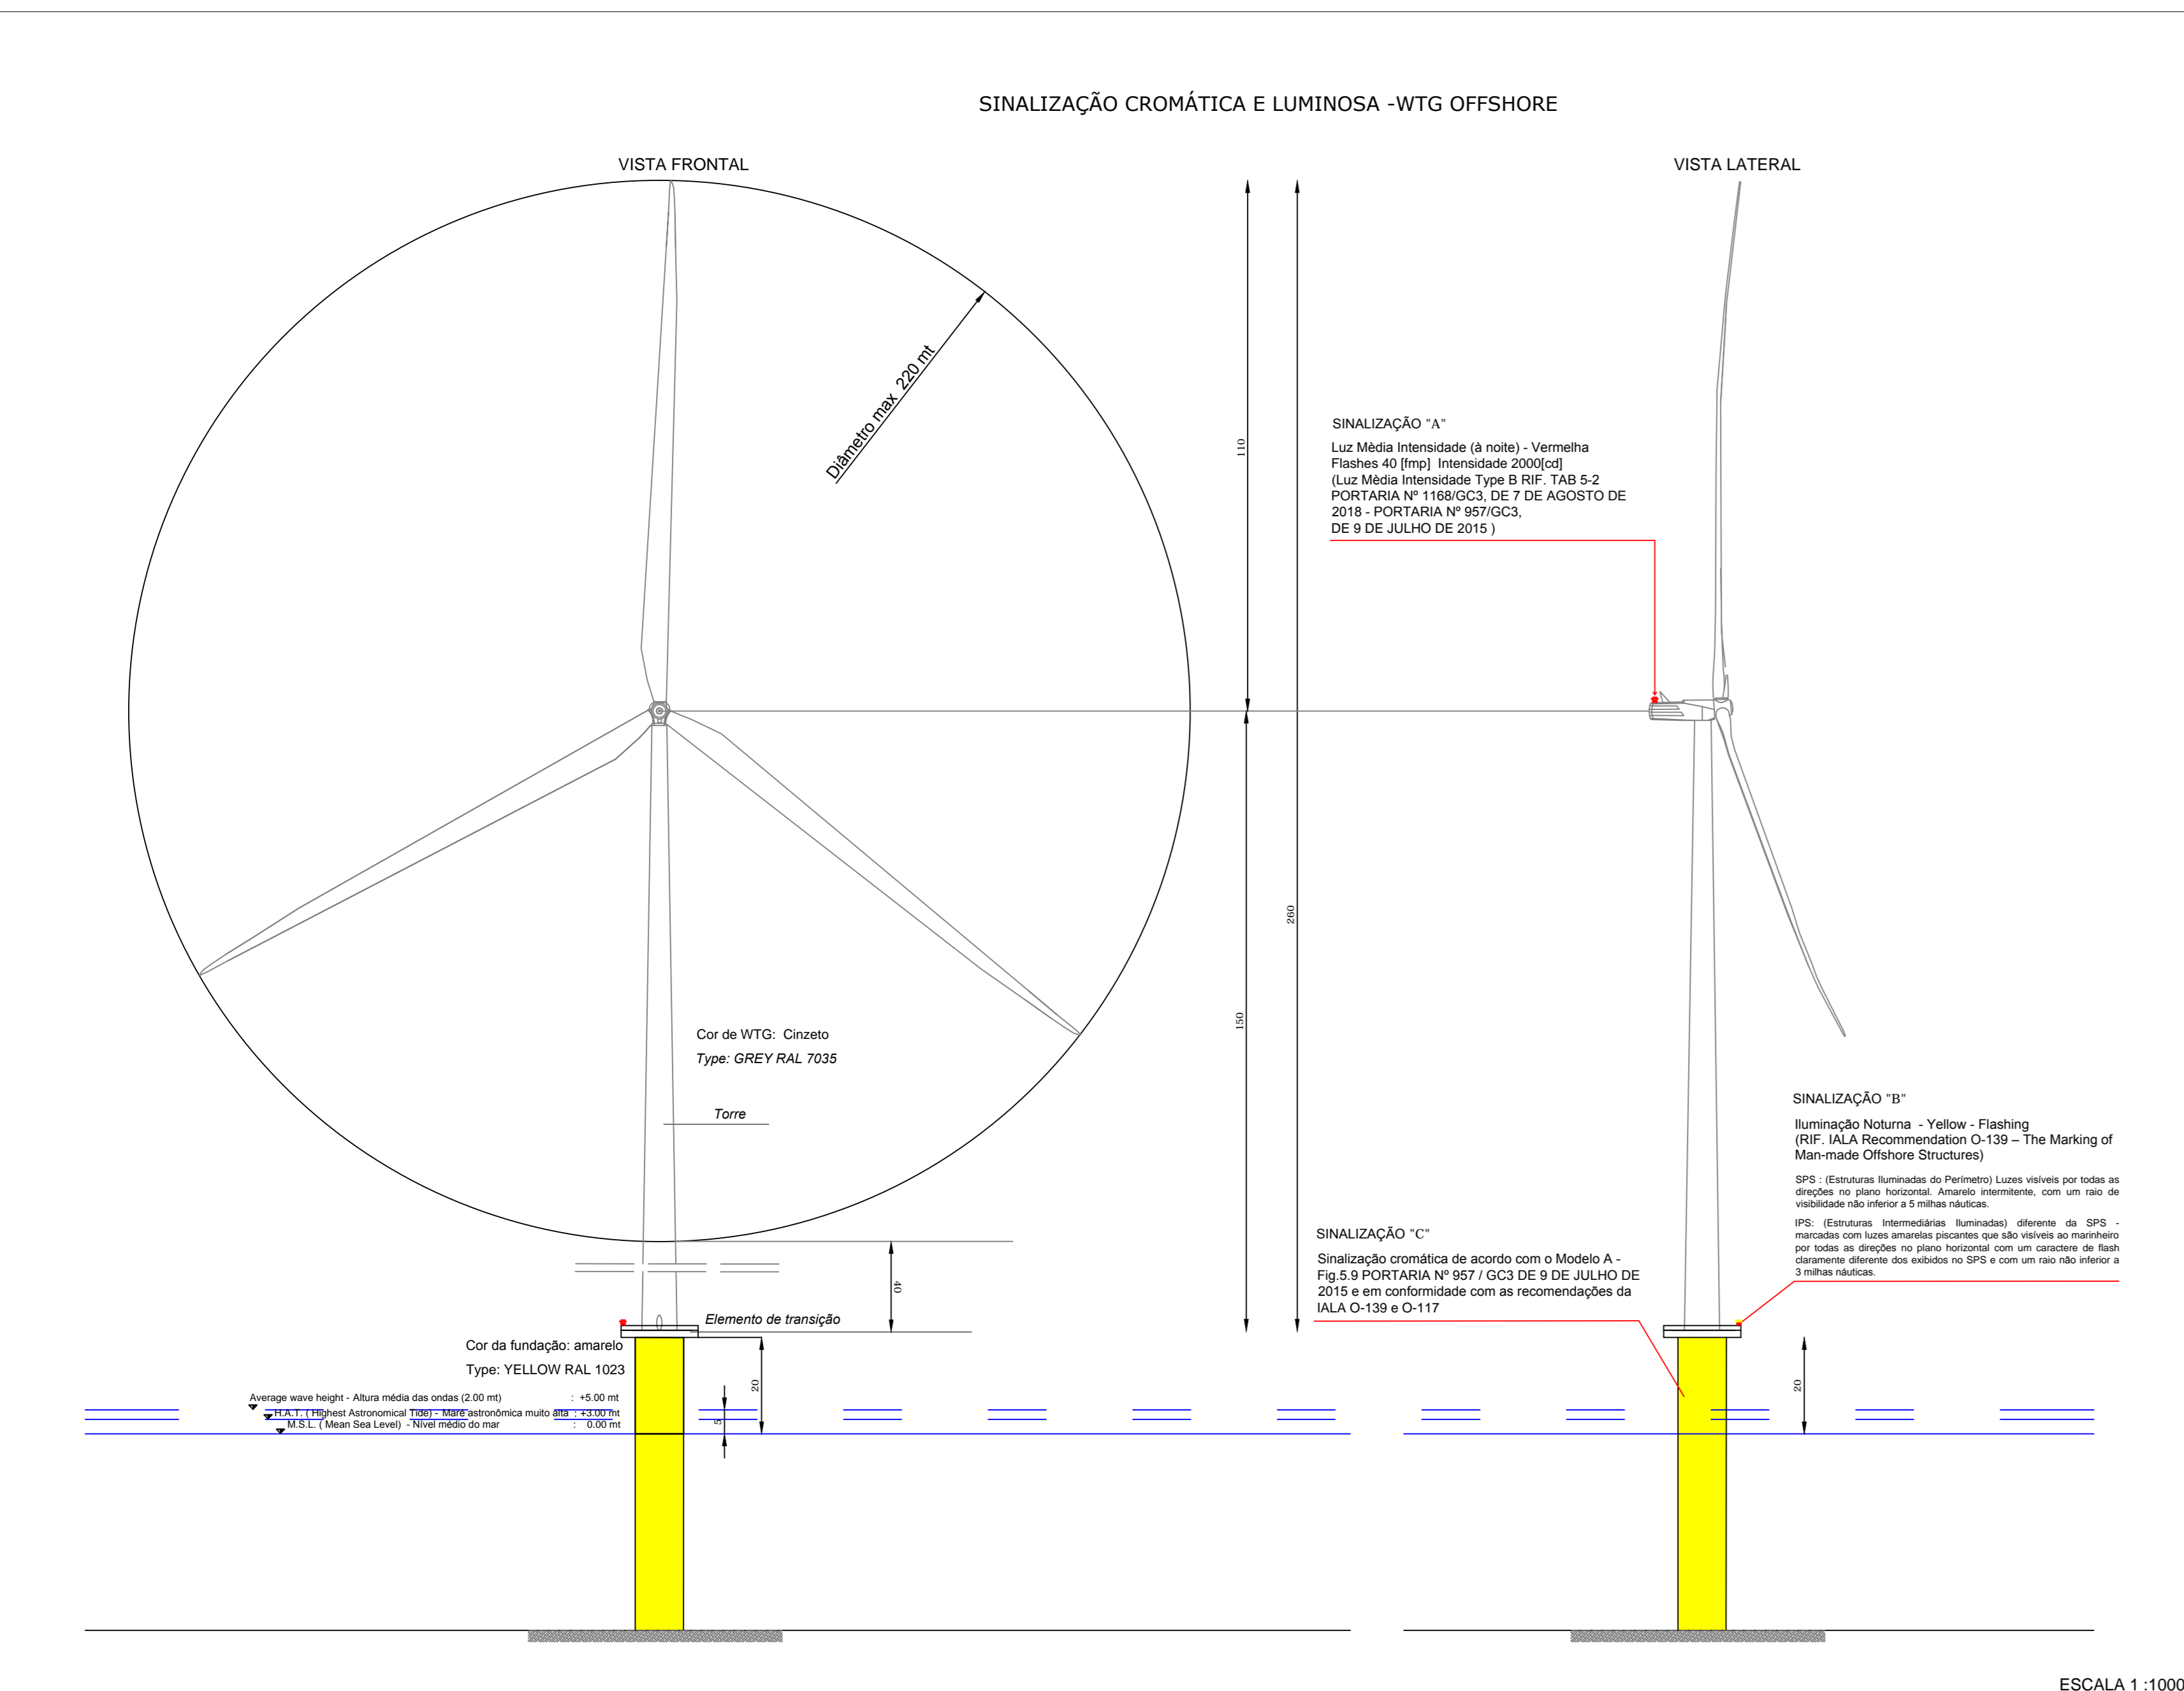 SINALIZAÇÃO CROMÁTICA E LUMINOSA -WTG OFFSHORE
VISTA FRONTAL
VISTA LATERAL
Diâmetro max 220 mt
110
260
150
SINALIZAÇÃO "A"
Luz Mèdia Intensidade (à noite) - Vermelha
Flashes 40 [fmp] Intensidade 2000[cd]
(Luz Mèdia Intensidade Type B RIF. TAB 5-2
PORTARIA Nº 1168/GC3, DE 7 DE AGOSTO DE
2018 - PORTARIA Nº 957/GC3,
DE 9 DE JULHO DE 2015 )
Cor de WTG: Cinzeto
Type: GREY RAL 7035
Torre
SINALIZAÇÃO "B"
Iluminação Noturna - Yellow - Flashing
(RIF. IALA Recommendation O-139 – The Marking of
Man-made Offshore Structures)
SPS : (Estruturas Iluminadas do Perímetro) Luzes visíveis por todas as
direções no plano horizontal. Amarelo intermitente, com um raio de
visibilidade não inferior a 5 milhas náuticas.
IPS: (Estruturas Intermediárias Iluminadas) diferente da SPS -
marcadas com luzes amarelas piscantes que são visíveis ao marinheiro
por todas as direções no plano horizontal com um caractere de flash
claramente diferente dos exibidos no SPS e com um raio não inferior a
3 milhas náuticas.
SINALIZAÇÃO "C"
Sinalização cromática de acordo com o Modelo A -
Fig.5.9 PORTARIA Nº 957 / GC3 DE 9 DE JULHO DE
2015 e em conformidade com as recomendações da
IALA O-139 e O-117
40
Elemento de transição
Cor da fundação: amarelo
Type: YELLOW RAL 1023
20
20
Average wave height - Altura média das ondas (2.00 mt) : +5.00 mt
H.A.T. ( Highest Astronomical Tide) - Maré astronômica muito alta : +3.00 mt
M.S.L. ( Mean Sea Level) - Nível médio do mar : 0.00 mt
5
ESCALA 1 :1000